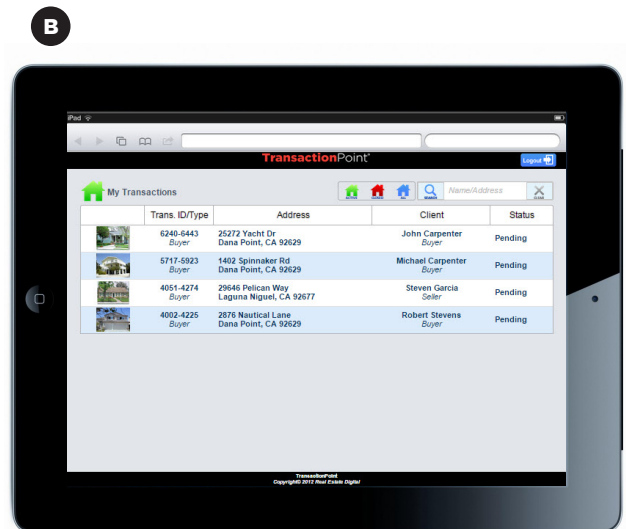 B
iPad
TransactionPoint®
Logout
My Transactions
SEARCH
Name/Address
CLEAR
Trans. ID/Type Address Client Status
6240-6443 25272 Yacht Dr John Carpenter
Buyer Dana Point, CA 92629 Buyer Pending
5717-5923 1402 Spinnaker Rd Michael Carpenter
Buyer Dana Point, CA 92629 Buyer Pending
4051-4274 29646 Pelican Way Steven Garcia
Buyer Laguna Niguel, CA 92677 Seller Pending
4002-4225 2876 Nautical Lane Robert Stevens
Buyer Dana Point, CA 92629 Buyer Pending
TransactionPoint
Copyright© 2012 Real Estate Digital